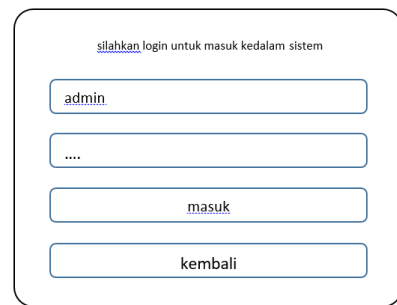 silahkan login untuk masuk kedalam sistem
admin
....
masuk
kembali